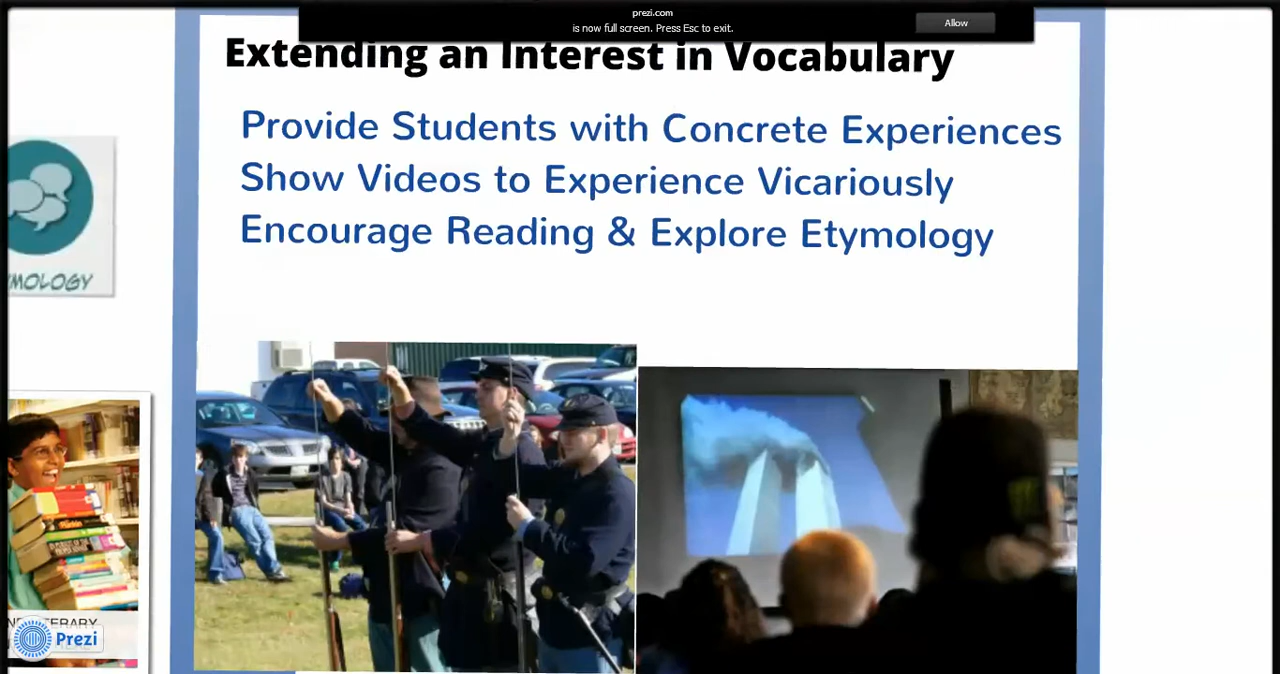 prezi.com
is now full screen. Press Esc to exit.
Allow
Extending an Interest in Vocabulary
Provide Students with Concrete Experiences
Show Videos to Experience Vicariously
Encourage Reading & Explore Etymology
MOLOGY
Prezi